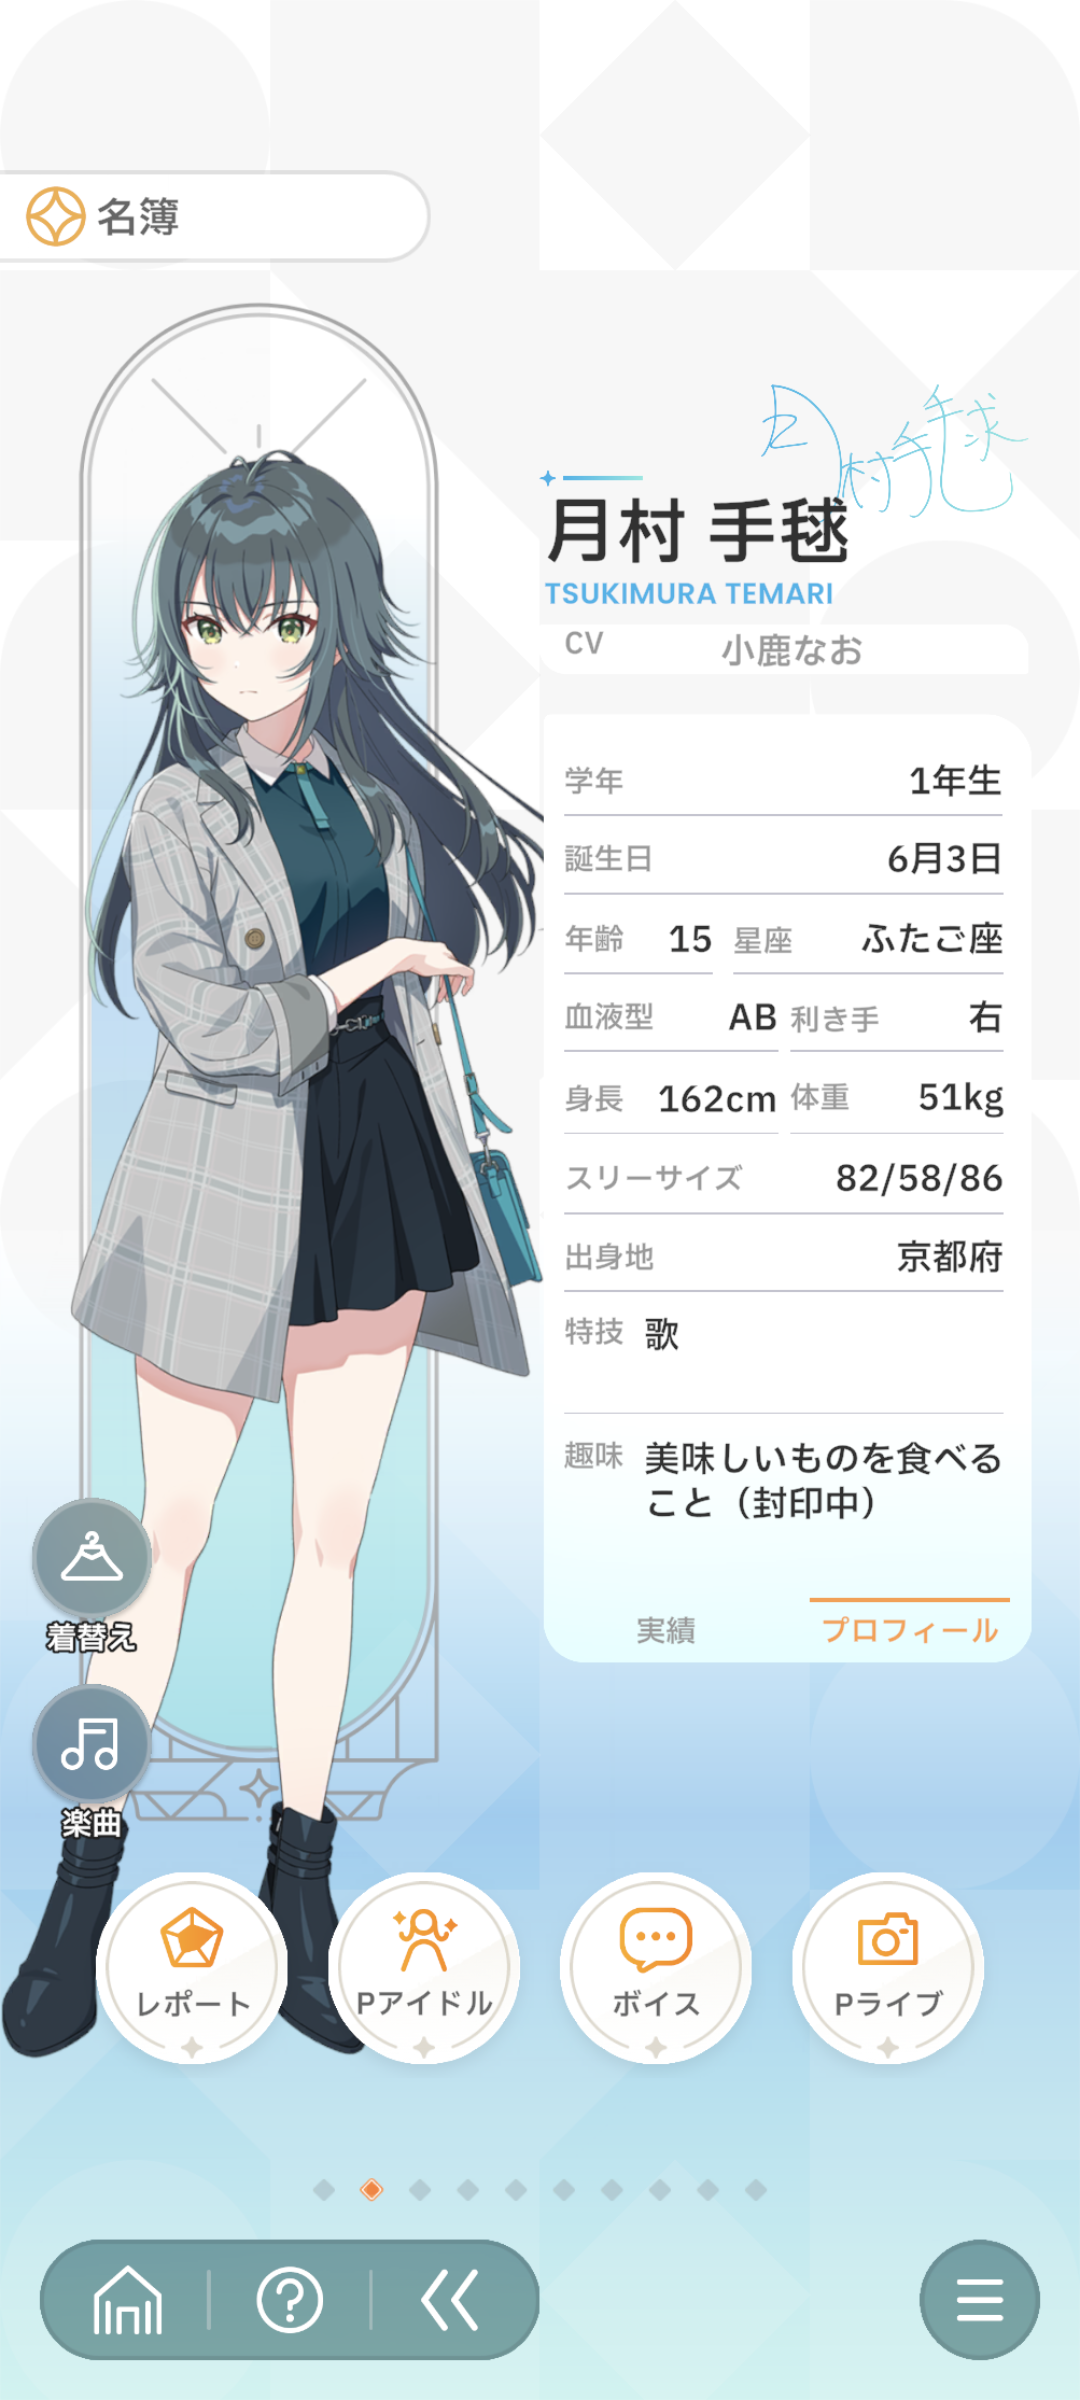 名簿
月村手毬
月村 手毬
TSUKIMURA TEMARI
CV 小鹿なお
学年 1年生
誕生日 6月3日
年齢 15 星座 ふたご座
血液型 AB 利き手 右
身長 162cm 体重 51kg
スリーサイズ 82/58/86
出身地 京都府
特技 歌
趣味 美味しいものを食べる
こと（封印中）
実績 プロフィール
着替え
楽曲
レポート Pアイドル ボイス Pライブ